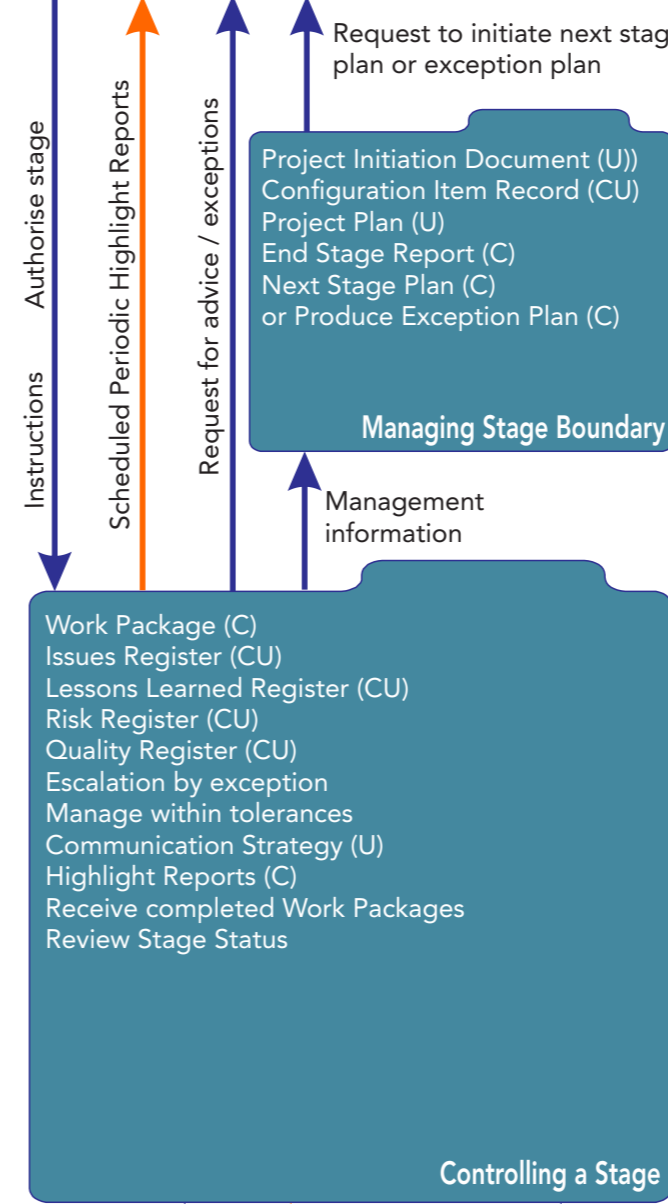 Request to initiate next stag
plan or exception plan
Authorise stage
Instructions
Scheduled Periodic Highlight Reports
Request for advice / exceptions
Project Initiation Document (U))
Configuration Item Record (CU)
Project Plan (U)
End Stage Report (C)
Next Stage Plan (C)
or Produce Exception Plan (C)
Managing Stage Boundary
Management
information
Work Package (C)
Issues Register (CU)
Lessons Learned Register (CU)
Risk Register (CU)
Quality Register (CU)
Escalation by exception
Manage within tolerances
Communication Strategy (U)
Highlight Reports (C)
Receive completed Work Packages
Review Stage Status
Controlling a Stage